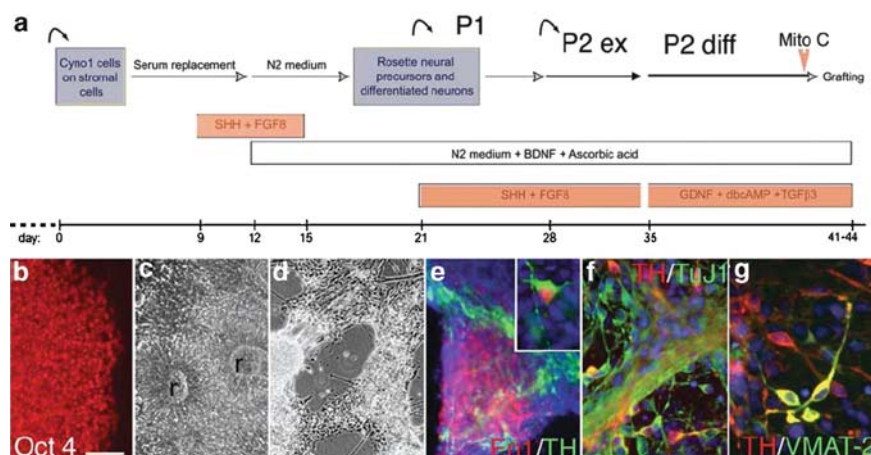 a
P1
P2 ex
P2 diff
Mito C
Cyno1 cells
on stromal
cells
Serum replacement
N2 medium
Rosette neural
precursors and
differentiated neurons
Grafting
SHH + FGF8
N2 medium + BDNF + Ascorbic acid
SHH + FGF8
GDNF + dbcAMP +TGFβ3
day: 0 9 12 15 21 28 35 41-44
b
c
d
e
f
g
r
r
Oct 4
En1/TH
TH/TuJ1
TH/VMAT-2